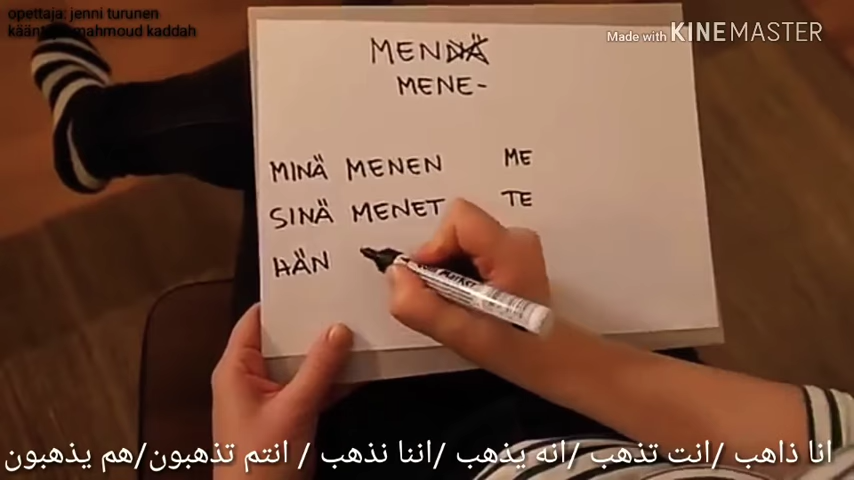 opettaja: jenni turunen
mahmoud kaddah
Made with KINEMASTER
MENNÄ
MENE-
MINÄ MENEN ME
SINÄ MENET TE
HÄN
انا ذاهب /انت تذهب /انه يذهب /اننا نذهب / انتم تذهبون/هم يذهبون